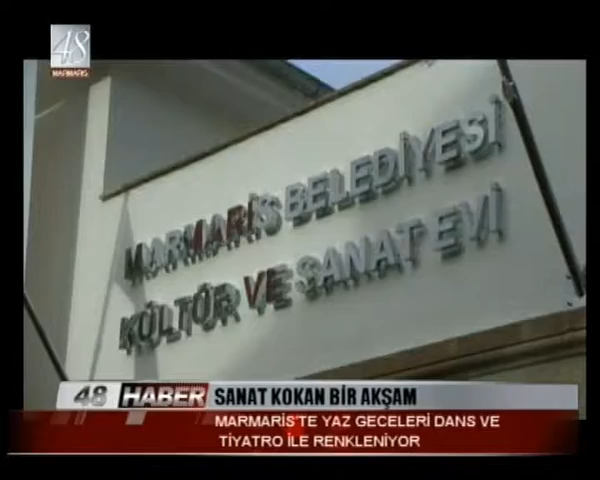 48
MARMARİS
MARMARİS BELEDİYESİ
KÜLTÜR VE SANAT EVİ
48 HABER SANAT KOKAN BİR AKŞAM
MARMARİS'TE YAZ GECELERİ DANS VE
TİYATRO İLE RENKLENİYOR